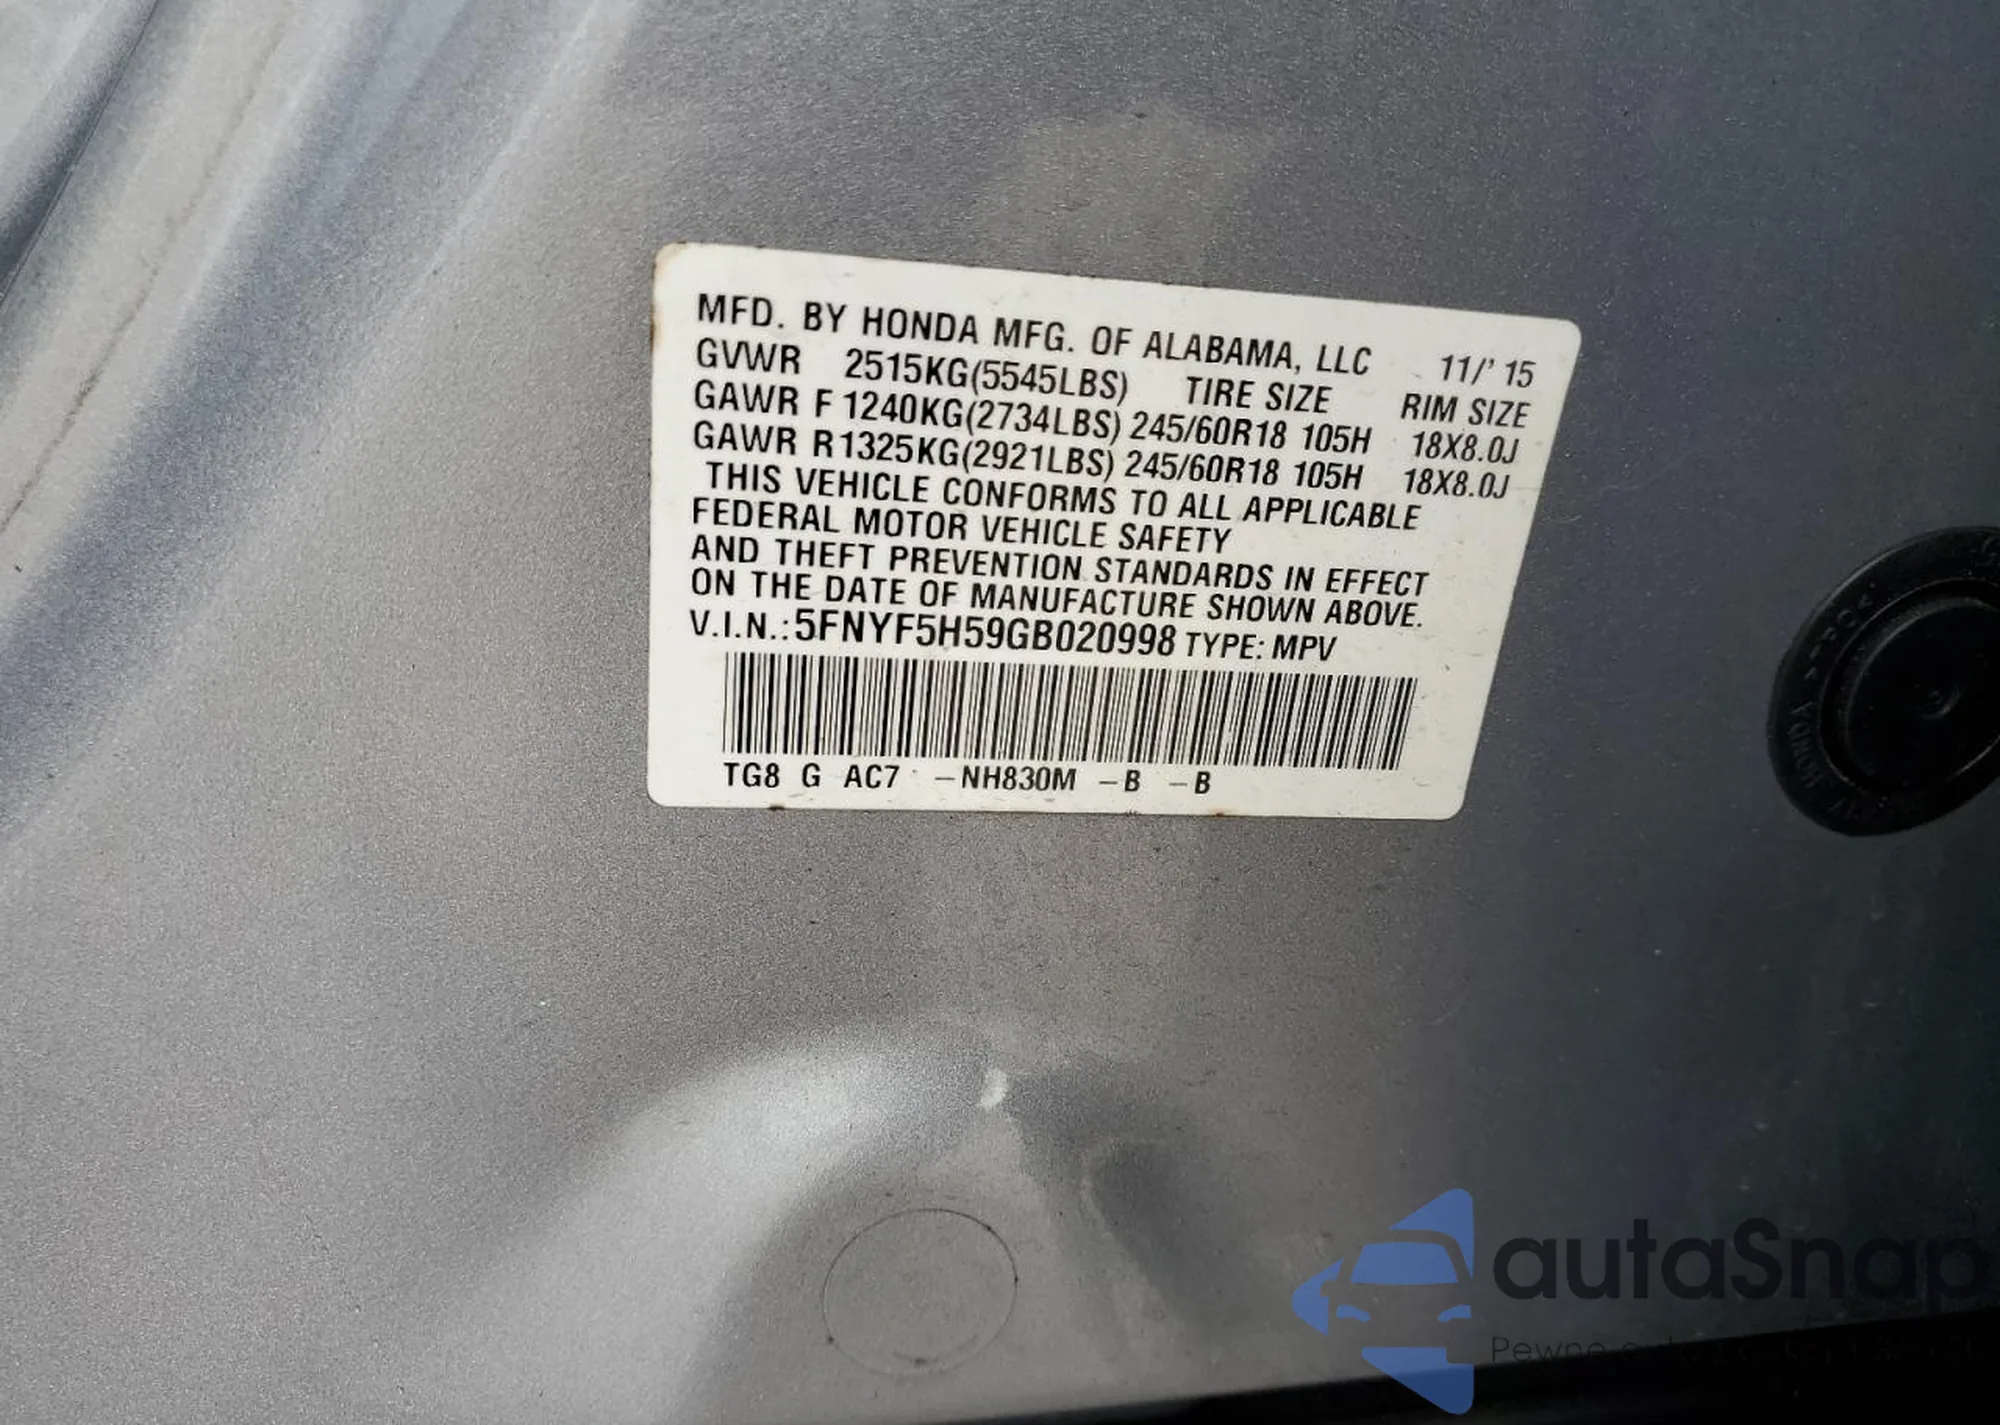 MFD. BY HONDA MFG. OF ALABAMA, LLC 11/' 15
GVWR 2515KG(5545LBS) TIRE SIZE RIM SIZE
GAWR F 1240KG(2734LBS) 245/60R18 105H 18X8.0J
GAWR R 1325KG(2921LBS) 245/60R18 105H 18X8.0J
THIS VEHICLE CONFORMS TO ALL APPLICABLE
FEDERAL MOTOR VEHICLE SAFETY
AND THEFT PREVENTION STANDARDS IN EFFECT
ON THE DATE OF MANUFACTURE SHOWN ABOVE.
V.I.N.: 5FNYF5H59GB020998 TYPE: MPV
TG8 G AC7 -NH830M -B -B
autaSnap
Pewne auta